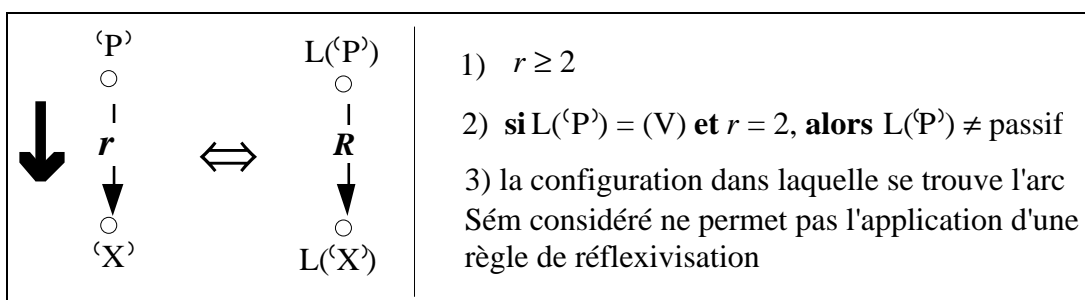 ‘P’ L(‘P’)
r ⇔ R
‘X’ L(‘X’)
1) r ≥ 2
2) si L(‘P’) = (V) et r = 2, alors L(‘P’) ≠ passif
3) la configuration dans laquelle se trouve l'arc
Sém considéré ne permet pas l'application d'une
règle de réflexivisation